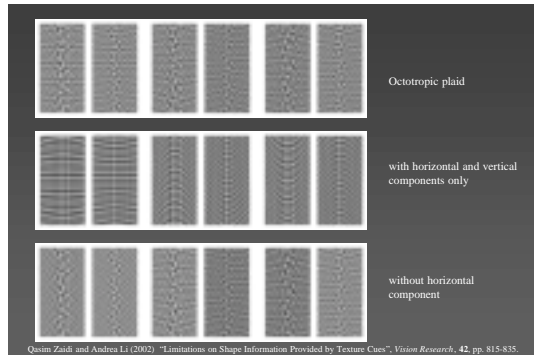 Octotropic plaid
with horizontal and vertical
components only
without horizontal
component
Qasim Zaidi and Andrea Li (2002) "Limitations on Shape Information Provided by Texture Cues", Vision Research, 42, pp. 815-835.